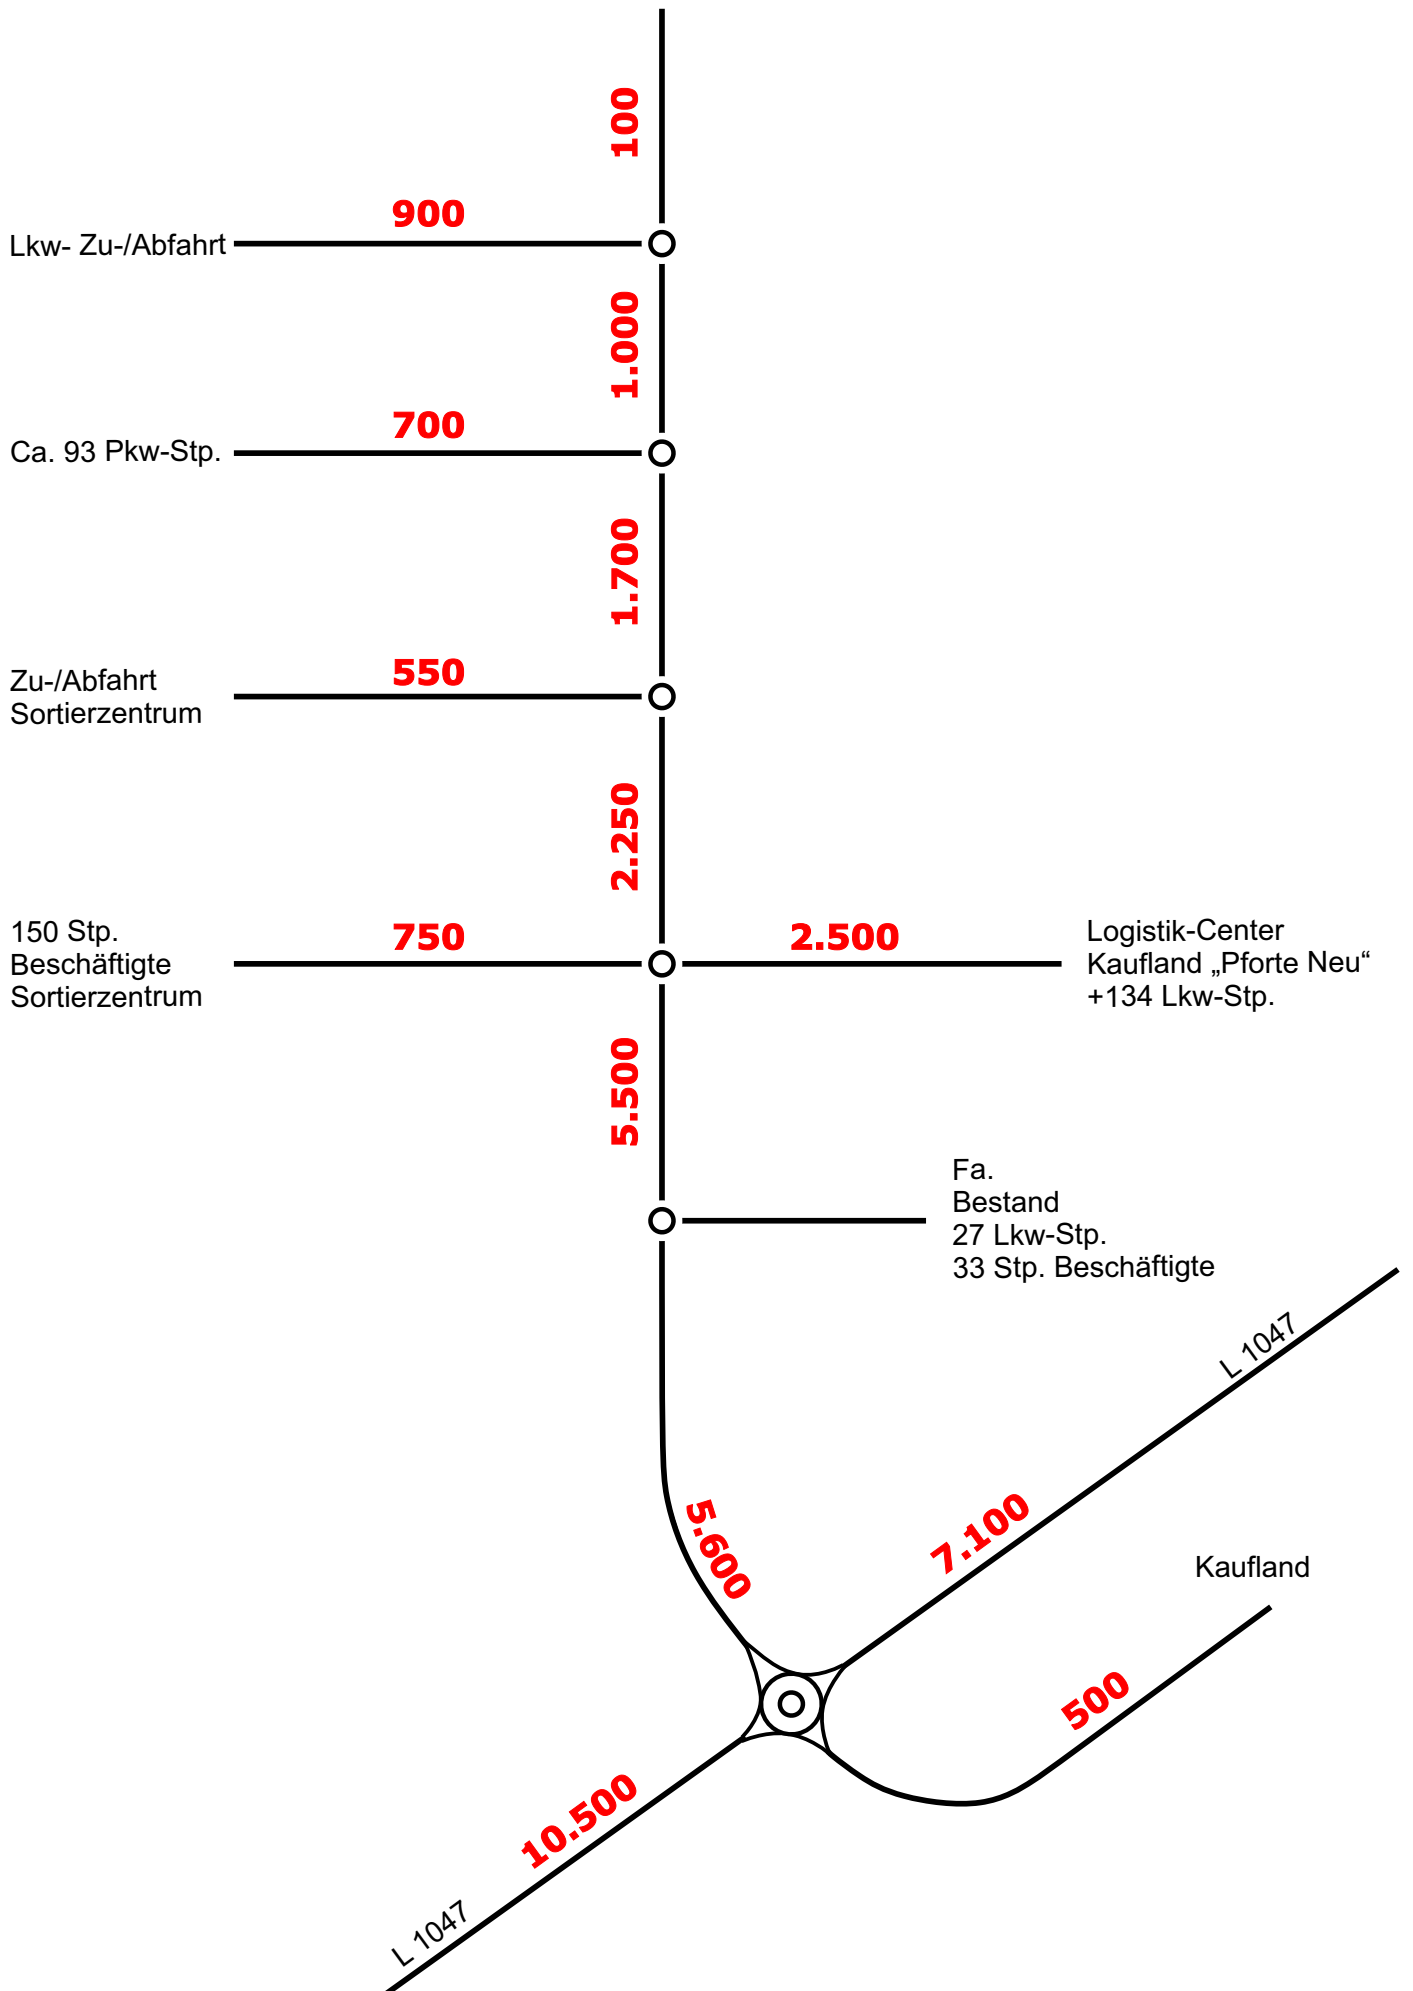 100
900
Lkw- Zu-/Abfahrt
1.000
700
Ca. 93 Pkw-Stp.
1.700
550
Zu-/Abfahrt
Sortierzentrum
2.250
150 Stp.
Beschäftigte
Sortierzentrum
750
2.500
Logistik-Center
Kaufland „Pforte Neu“
+134 Lkw-Stp.
5.500
Fa.
Bestand
27 Lkw-Stp.
33 Stp. Beschäftigte
L 1047
5.600
7.100
Kaufland
500
10.500
L 1047